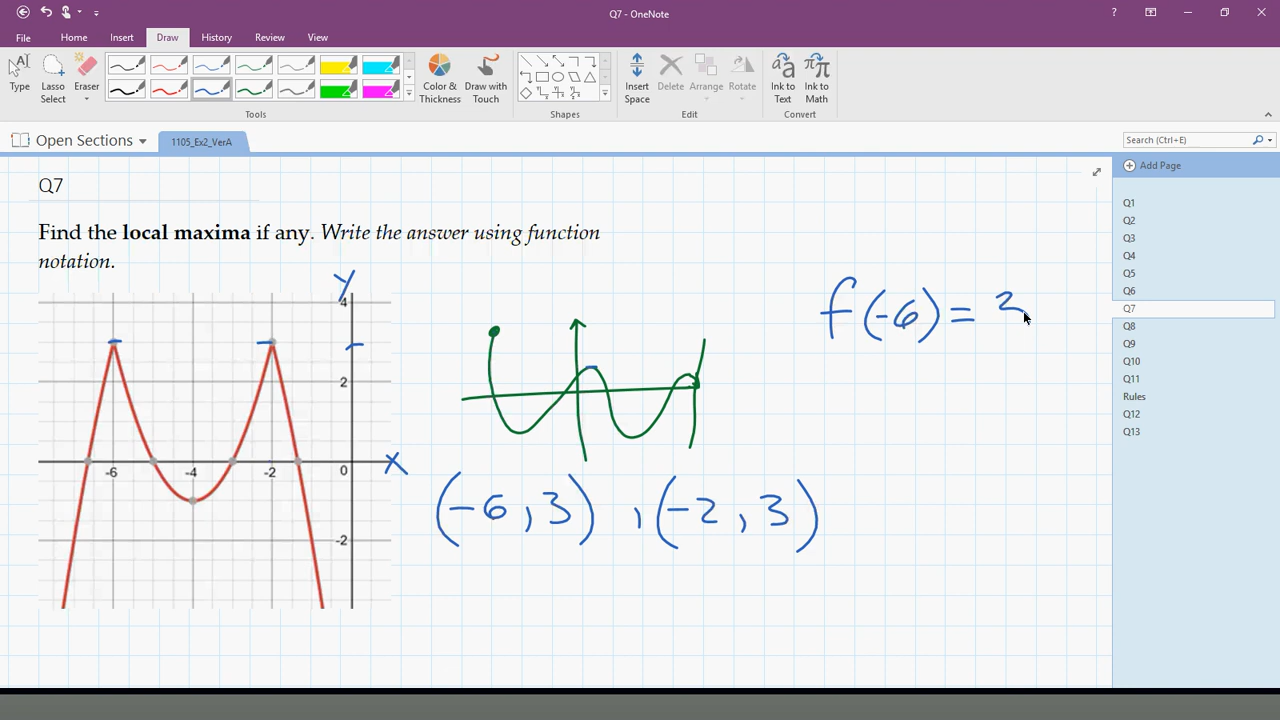 Q7 - OneNote
File Home Insert Draw History Review View
Type
Lasso Select
Eraser
Color & Thickness
Draw with Touch
Insert Space
Delete
Arrange
Rotate
Ink to Text
Ink to Math
Tools Shapes Edit Convert
Open Sections 1105_Ex2_VerA
Search (Ctrl+E)
Add Page
Q7
Find the local maxima if any. Write the answer using function
notation.
y
4
2
x
-6 -4 -2 0
-2
f(-6) =
(-6, 3) , (-2, 3)
Q1
Q2
Q3
Q4
Q5
Q6
Q7
Q8
Q9
Q10
Q11
Rules
Q12
Q13